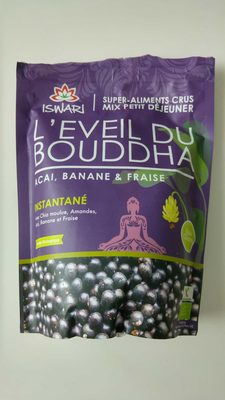 ISWARI
SUPER-ALIMENTS CRUS
MIX PETIT DÉJEUNER
L'EVEIL DU
BOUDDHA
ACAI, BANANE & FRAISE
INSTANTANÉ
Chia moulue, Amandes,
Banane et Fraise